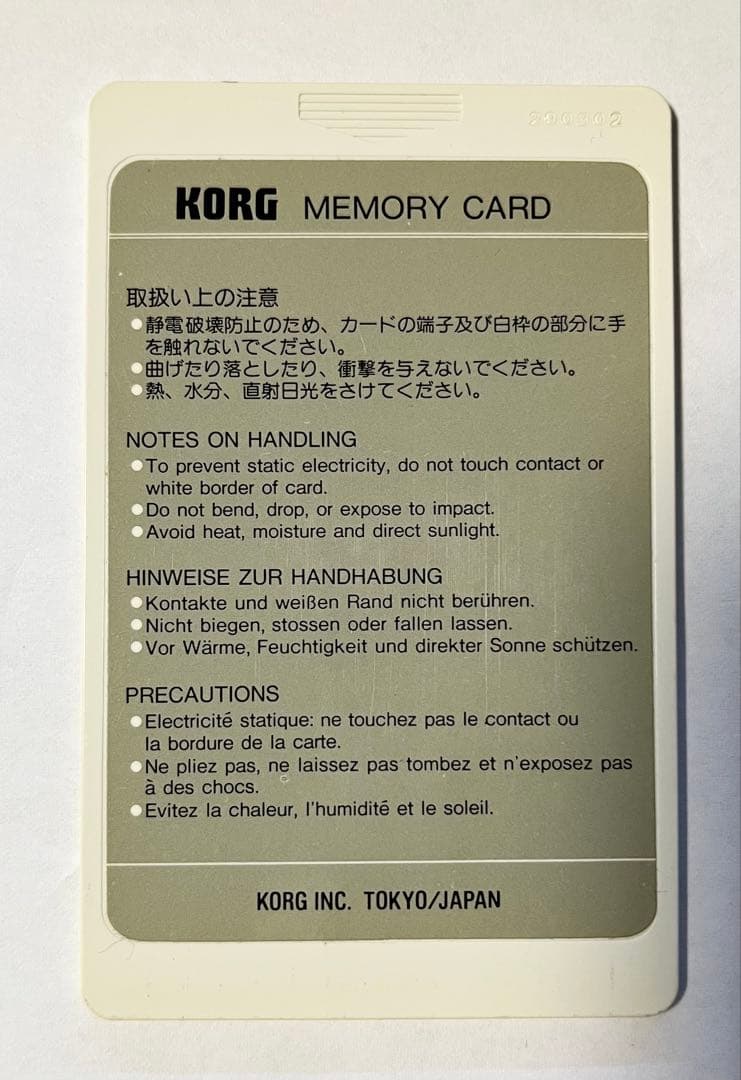 KORG MEMORY CARD
取扱い上の注意
●静電破壊防止のため、カードの端子及び白枠の部分に手
を触れないでください。
●曲げたり落としたり、衝撃を与えないでください。
●熱、水分、直射日光をさけてください。
NOTES ON HANDLING
●To prevent static electricity, do not touch contact or
white border of card.
●Do not bend, drop, or expose to impact.
●Avoid heat, moisture and direct sunlight.
HINWEISE ZUR HANDHABUNG
●Kontakte und weißen Rand nicht berühren.
●Nicht biegen, stossen oder fallen lassen.
●Vor Wärme, Feuchtigkeit und direkter Sonne schützen.
PRECAUTIONS
●Electricité statique: ne touchez pas le contact ou
la bordure de la carte.
●Ne pliez pas, ne laissez pas tombez et n'exposez pas
à des chocs.
●Evitez la chaleur, l'humidité et le soleil.
KORG INC. TOKYO/JAPAN